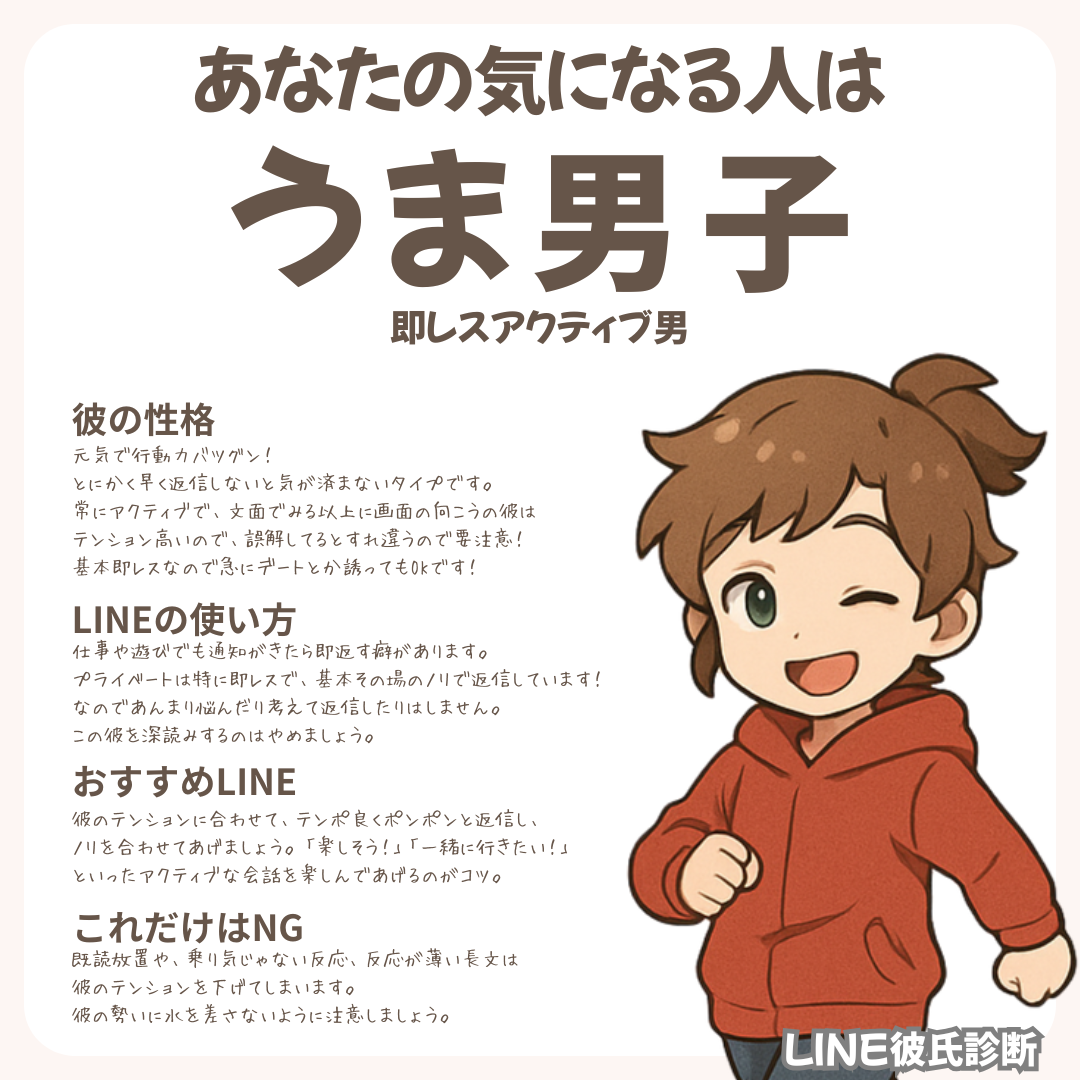 あなたの気になる人は
うま男子
即レスアクティブ男
彼の性格
元気で行動力バツグン！
とにかく早く返信しないと気が済まないタイプです。
常にアクティブで、文面でみる以上に画面の向こうの彼は
テンション高いので、誤解してるとすれ違うので要注意！
基本即レスなので急にデートとか誘ってもOKです！
LINEの使い方
仕事や遊びでも通知がきたら即返す癖があります。
プライベートは特に即レスで、基本その場のノリで返信しています！
なのであんまり悩んだり考えて返信したりはしません。
この彼を深読みするのはやめましょう。
おすすめLINE
彼のテンションに合わせて、テンポ良くポンポンと返信し、
ノリを合わせてあげましょう。「楽しそう！」「一緒に行きたい！」
といったアクティブな会話を楽しんであげるのがコツ。
これだけはNG
既読放置や、乗り気じゃない反応、反応が薄い長文は
彼のテンションを下げてしまいます。
彼の勢いに水を差さないように注意しましょう。
LINE彼氏診断